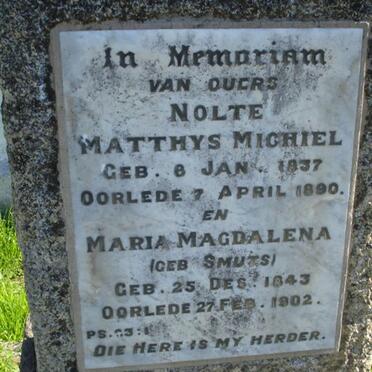 In Memoriam
VAN OUERS
NOLTE
MATTHYS MICHIEL
GEB. 8 JAN. 1837
OORLEDE 7 APRIL 1890.
EN
MARIA MAGDALENA
(GEB SMUTS)
GEB. 25 DES. 1843
OORLEDE 27 FEB. 1902.
PS. 23:1
DIE HERE IS MY HERDER.